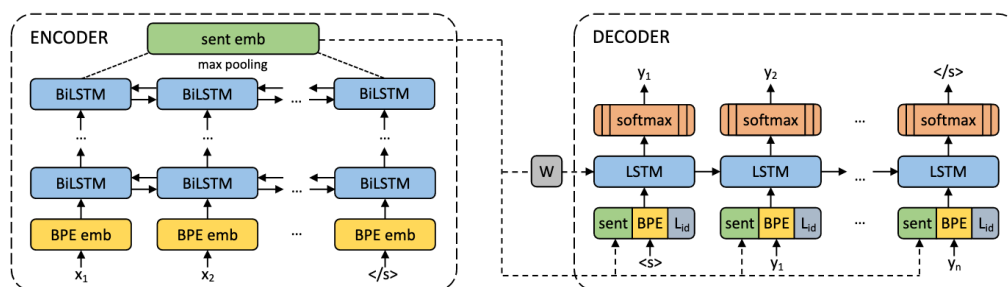 ENCODER
sent emb
max pooling
BiLSTM BiLSTM ... BiLSTM
... ... ...
BiLSTM BiLSTM ... BiLSTM
BPE emb BPE emb ... BPE emb
x1 x2 </s>
DECODER
y1 y2 </s>
softmax softmax ... softmax
W LSTM LSTM ... LSTM
sent BPE Lid sent BPE Lid ... sent BPE Lid
<s> y1 yn